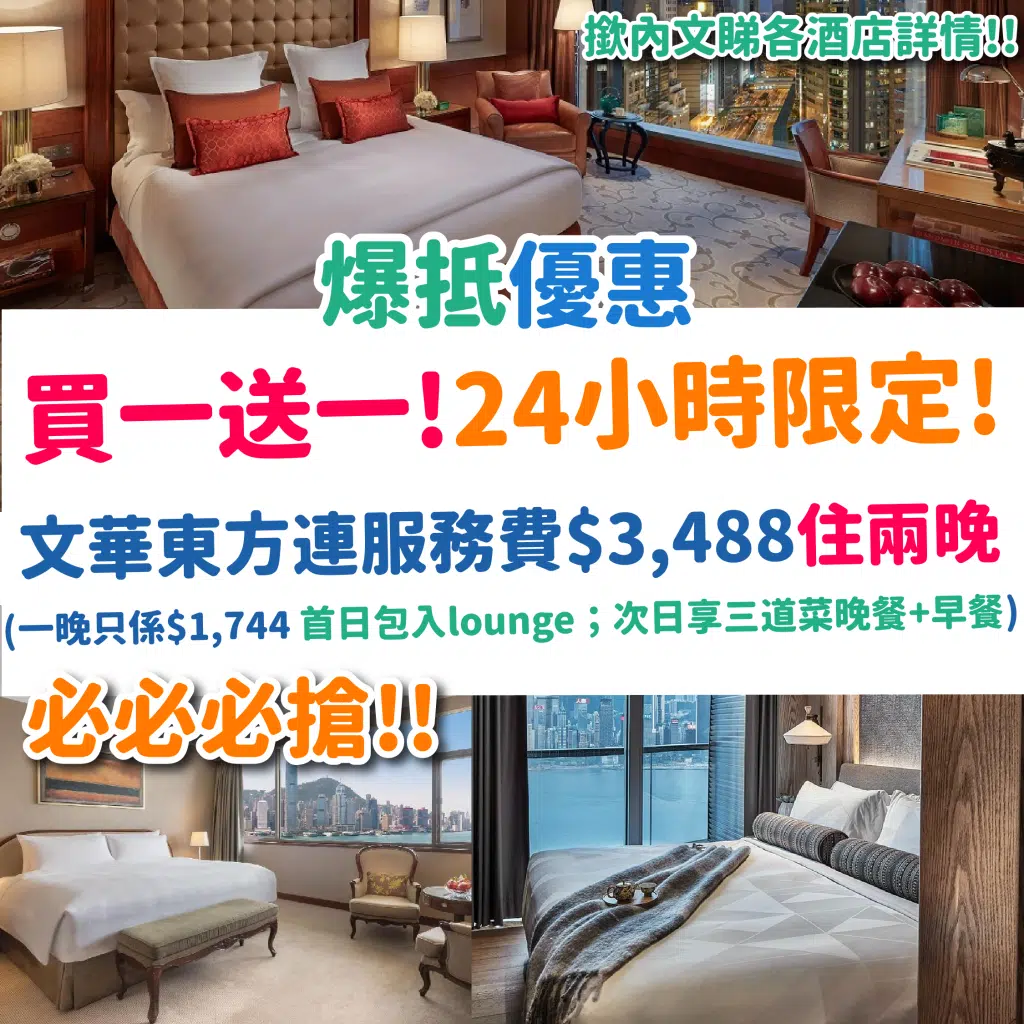 撳內文睇各酒店詳情!!
爆抵優惠
買一送一!24小時限定!
文華東方連服務費$3,488住兩晚
(一晚只係$1,744 首日包入lounge；次日享三道菜晚餐+早餐)
必必必搶!!